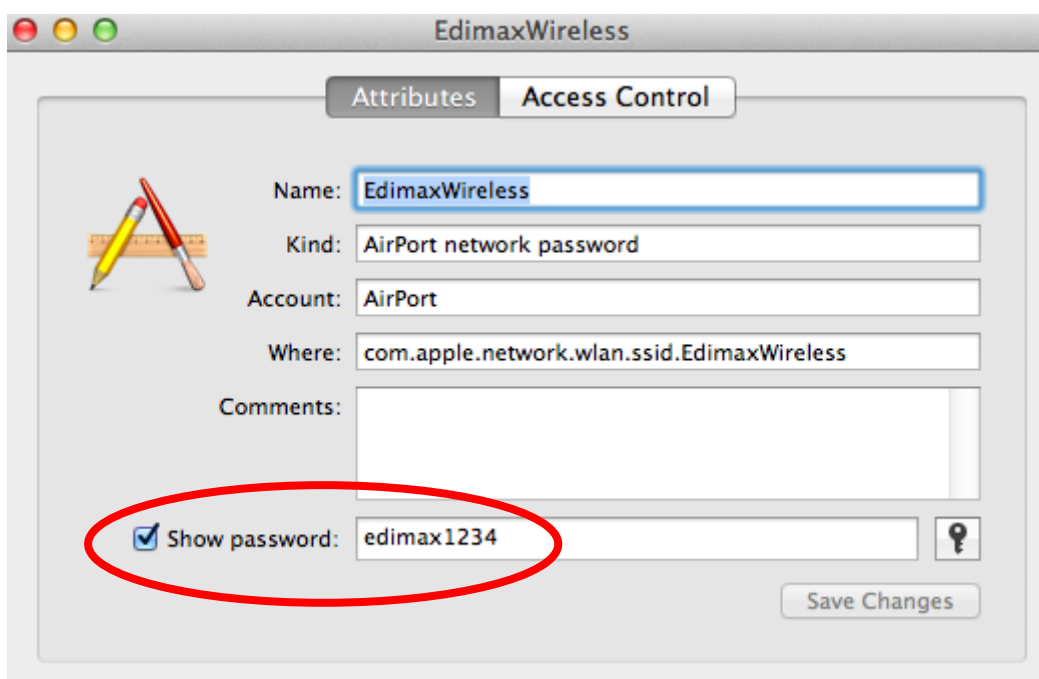 EdimaxWireless
Attributes Access Control
Name: EdimaxWireless
Kind: AirPort network password
Account: AirPort
Where: com.apple.network.wlan.ssid.EdimaxWireless
Comments:
Show password: edimax1234
Save Changes